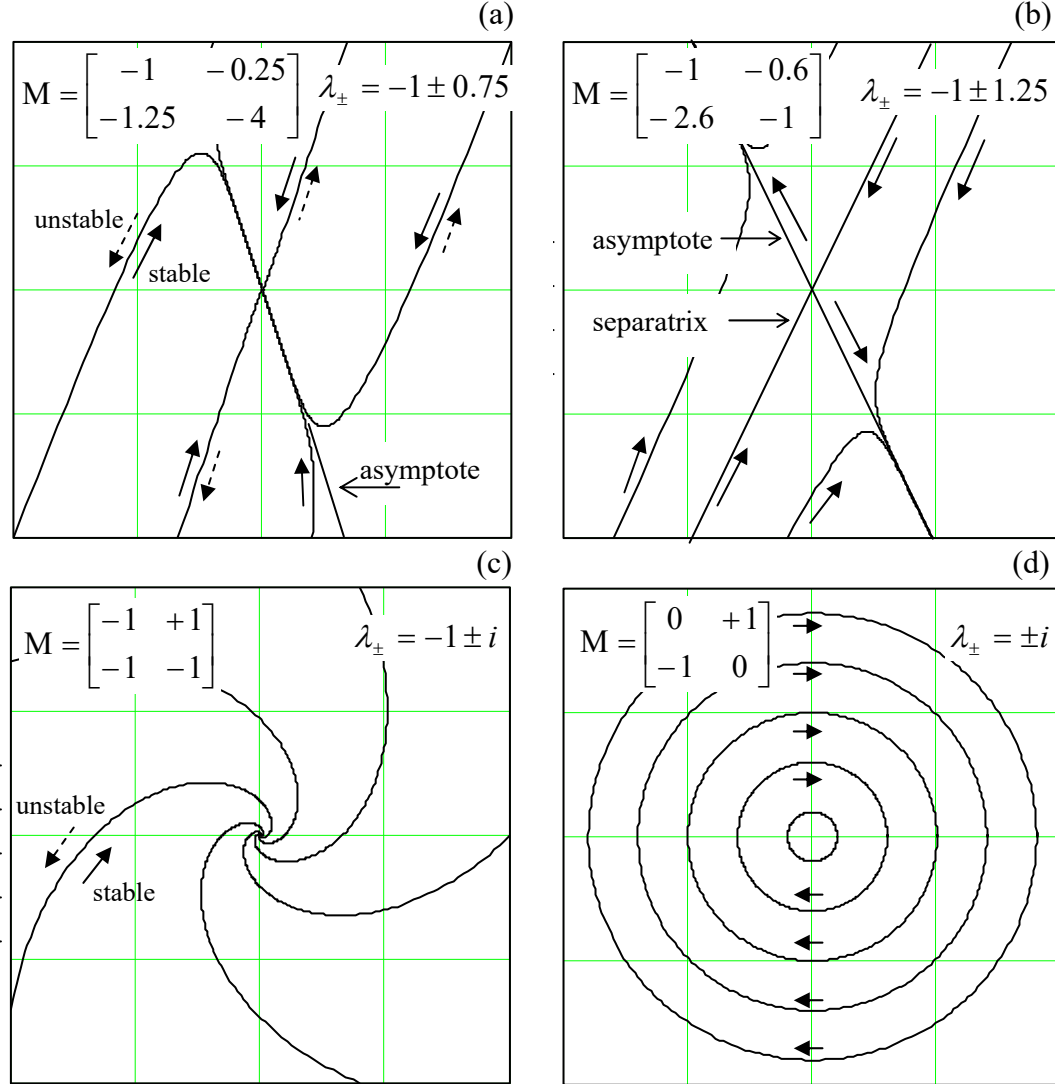 (a)
M = [ −1 −0.25
−1.25 −4 ] λ± = −1 ± 0.75
unstable
stable
asymptote
(b)
M = [ −1 −0.6
−2.6 −1 ] λ± = −1 ± 1.25
asymptote
separatrix
(c)
M = [ −1 +1
−1 −1 ] λ± = −1 ± i
unstable
stable
(d)
M = [ 0 +1
−1 0 ] λ± = ±i